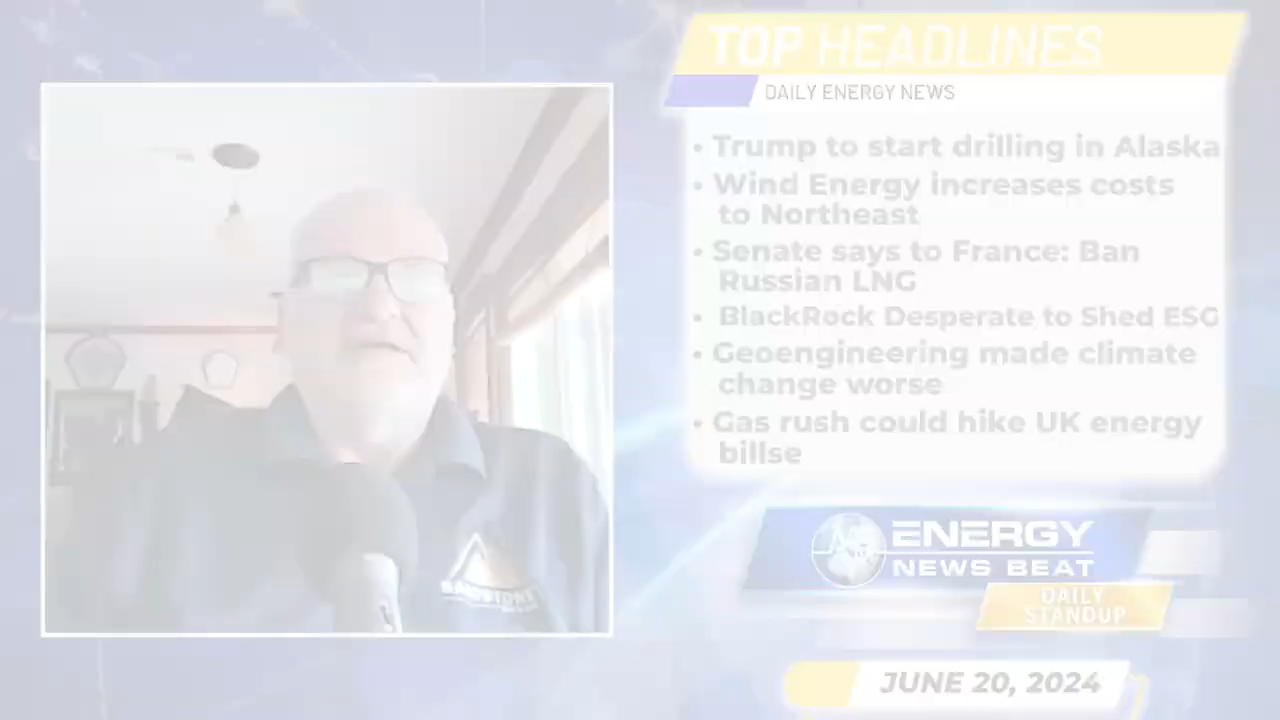 TOP HEADLINES
DAILY ENERGY NEWS
• Trump to start drilling in Alaska
• Wind Energy increases costs
to Northeast
• Senate says to France: Ban
Russian LNG
• BlackRock Desperate to Shed ESG
• Geoengineering made climate
change worse
• Gas rush could hike UK energy
billse
ENERGY
NEWS BEAT
DAILY
STANDUP
SANDSTONE
JUNE 20, 2024